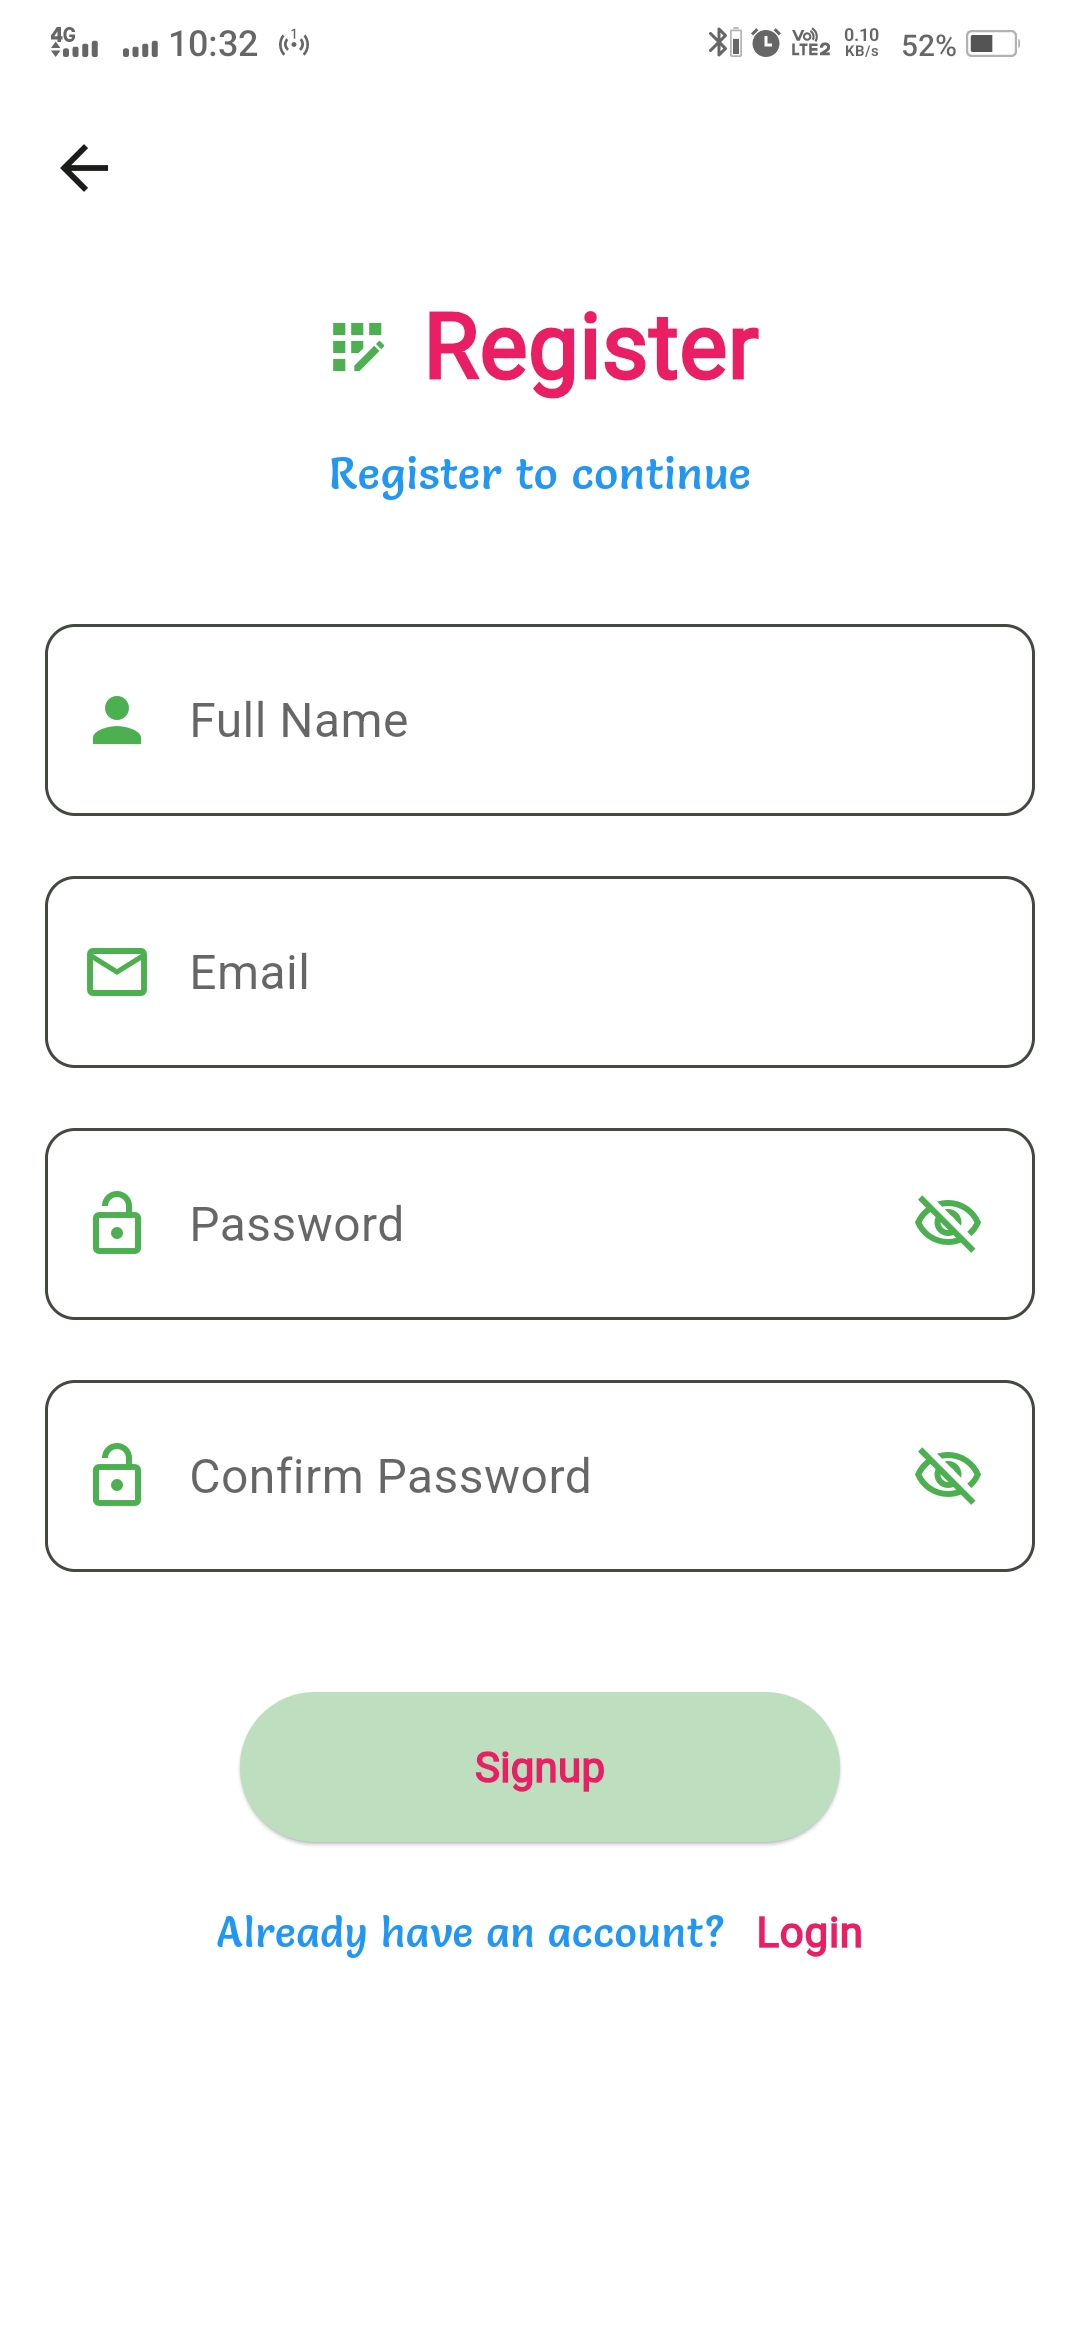 4G 10:32 1 Vo) LTE2 0.10 KB/s 52%
Register
Register to continue
Full Name
Email
Password
Confirm Password
Signup
Already have an account? Login